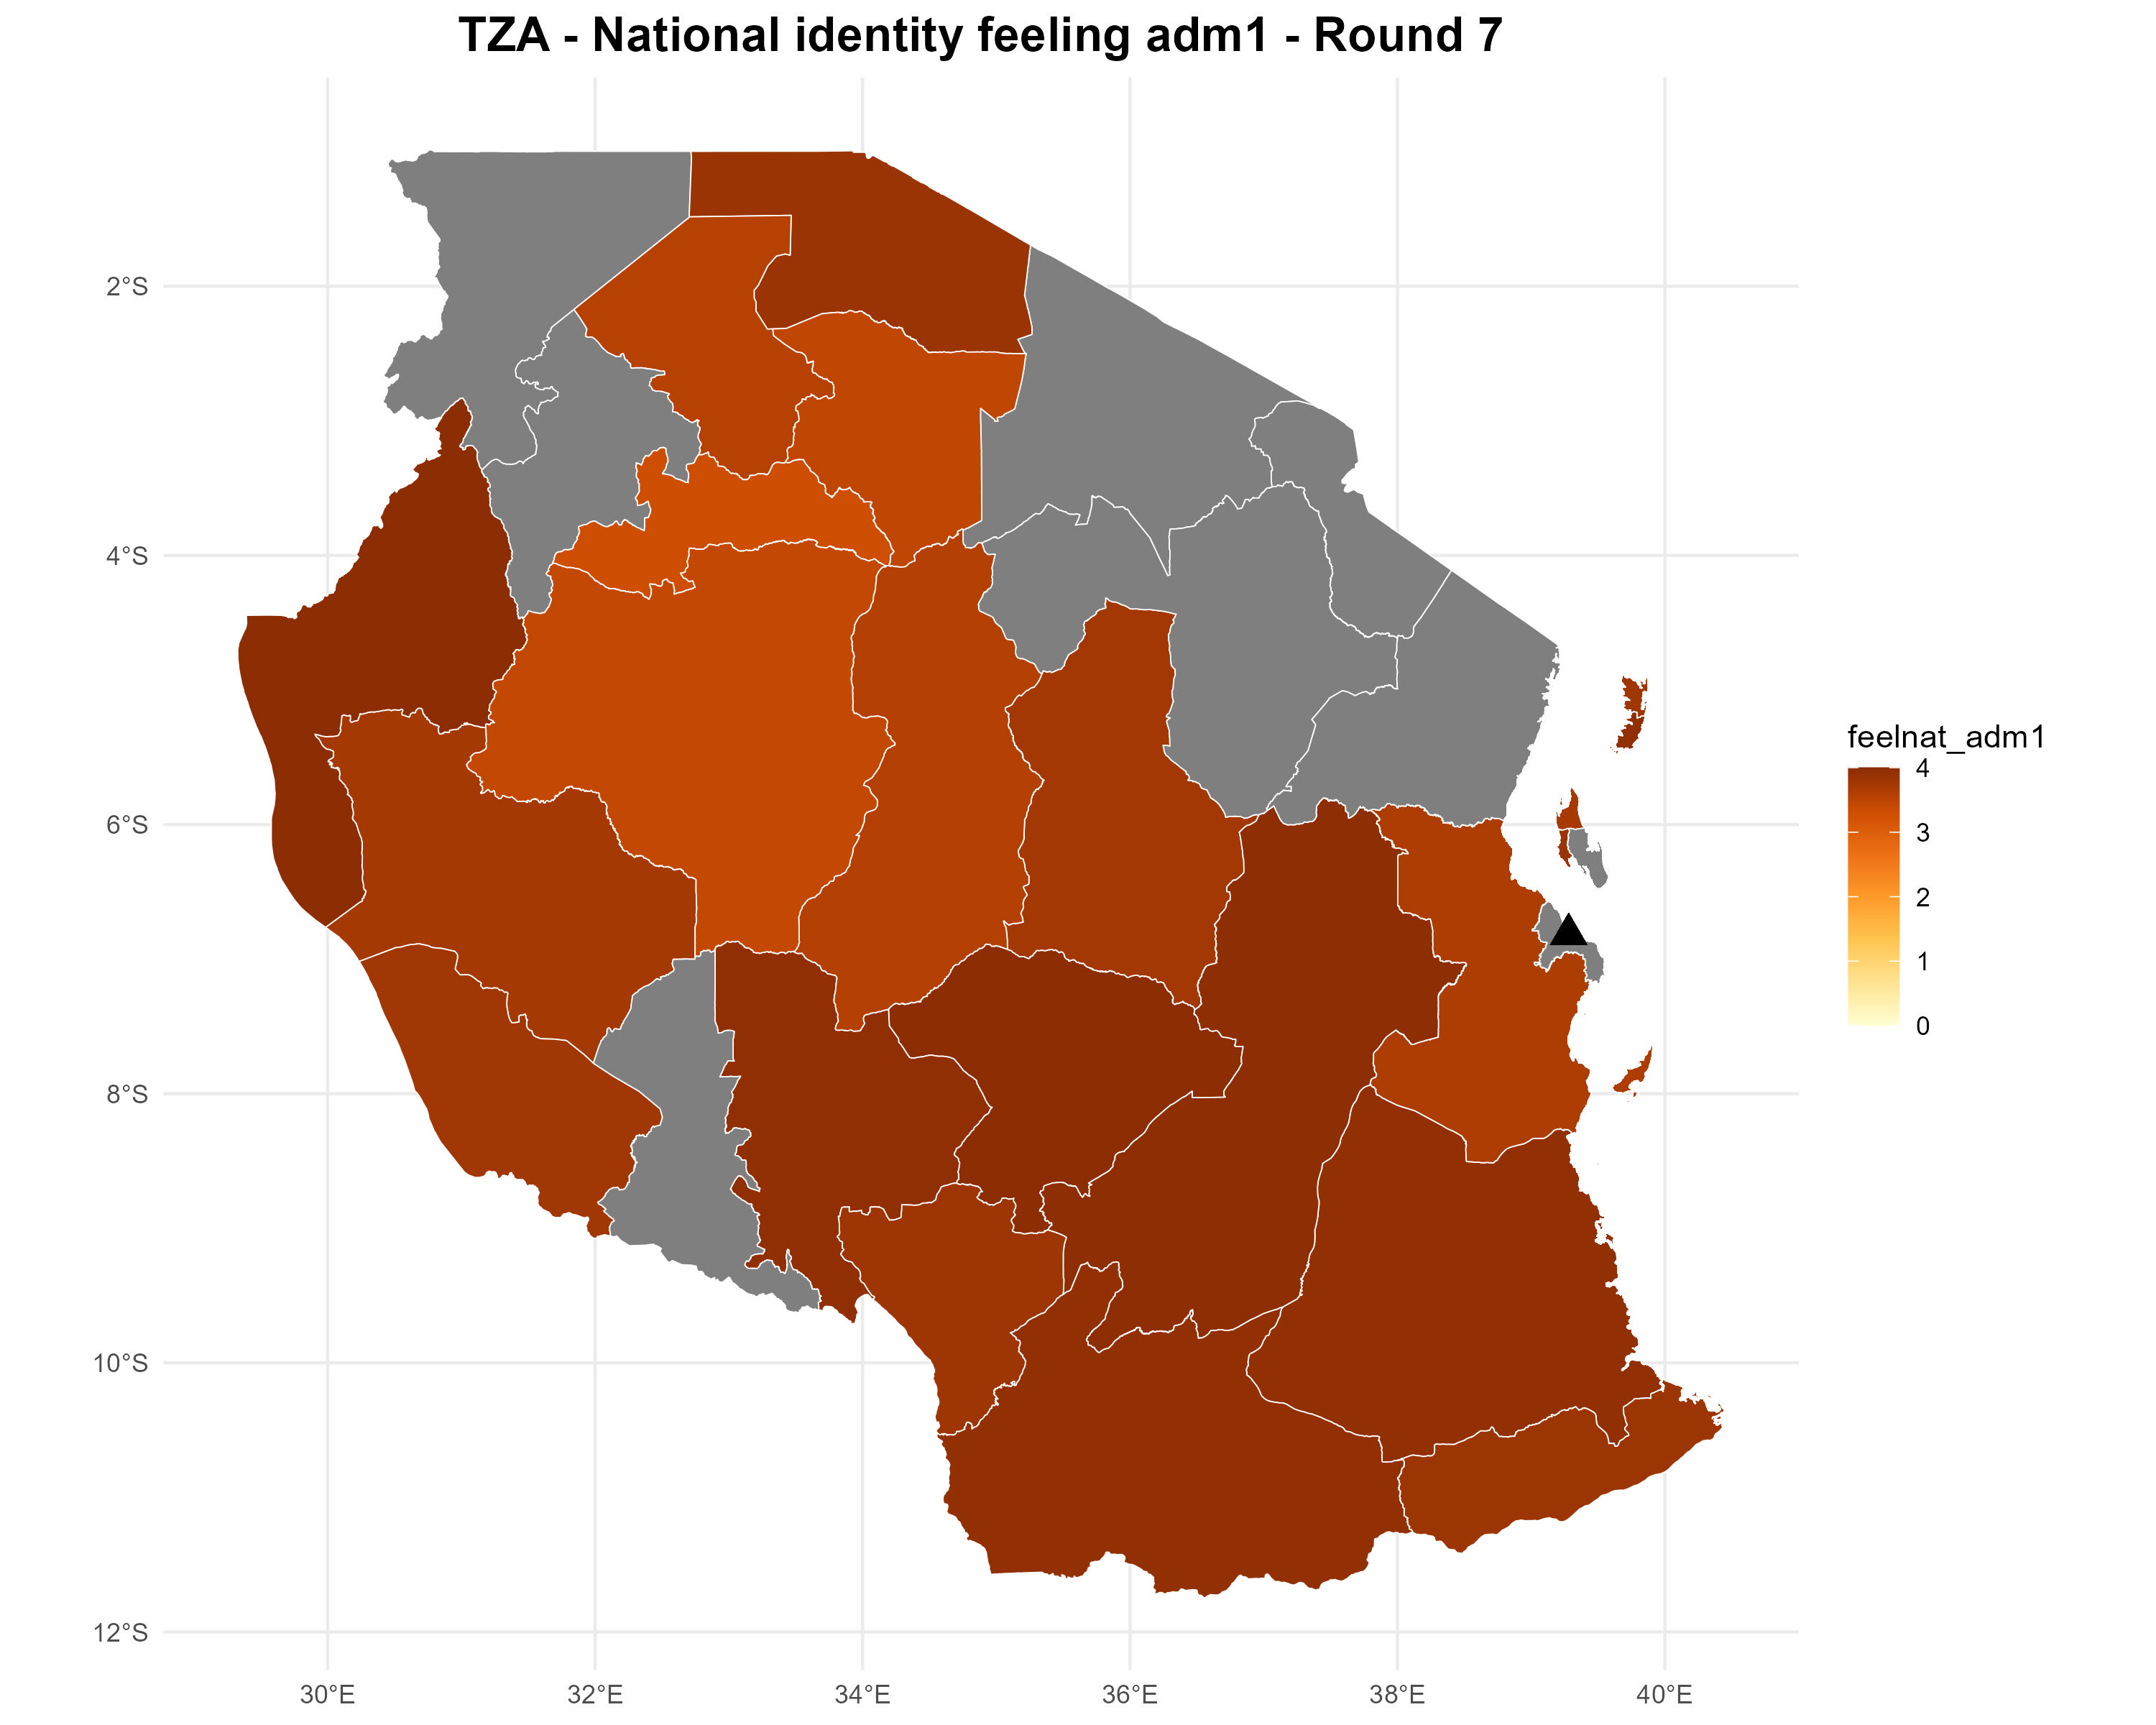 TZA - National identity feeling adm1 - Round 7
2°S
4°S
6°S
8°S
10°S
12°S
30°E
32°E
34°E
36°E
38°E
40°E
feelnat_adm1
4
3
2
1
0